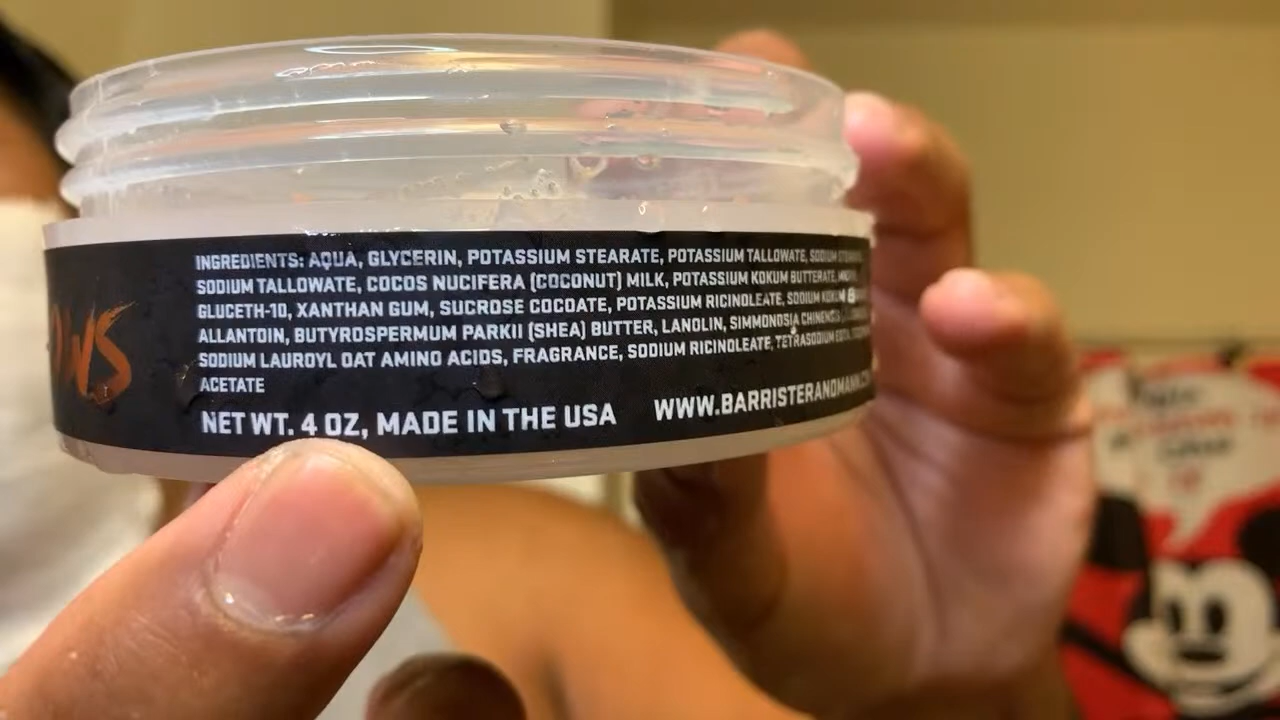 INGREDIENTS: AQUA, GLYCERIN, POTASSIUM STEARATE, POTASSIUM TALLOWATE, SODIUM
SODIUM TALLOWATE, COCOS NUCIFERA (COCONUT) MILK, POTASSIUM KOKUM BUTTERATE,
GLUCETH-10, XANTHAN GUM, SUCROSE COCOATE, POTASSIUM RICINOLEATE, SODIUM KOKUM
ALLANTOIN, BUTYROSPERMUM PARKII (SHEA) BUTTER, LANOLIN, SIMMONDSIA CHINENSIS
SODIUM LAUROYL OAT AMINO ACIDS, FRAGRANCE, SODIUM RICINOLEATE, TETRASODIUM EDTA,
ACETATE
NET WT. 4 OZ, MADE IN THE USA WWW.BARRISTERANDMANN